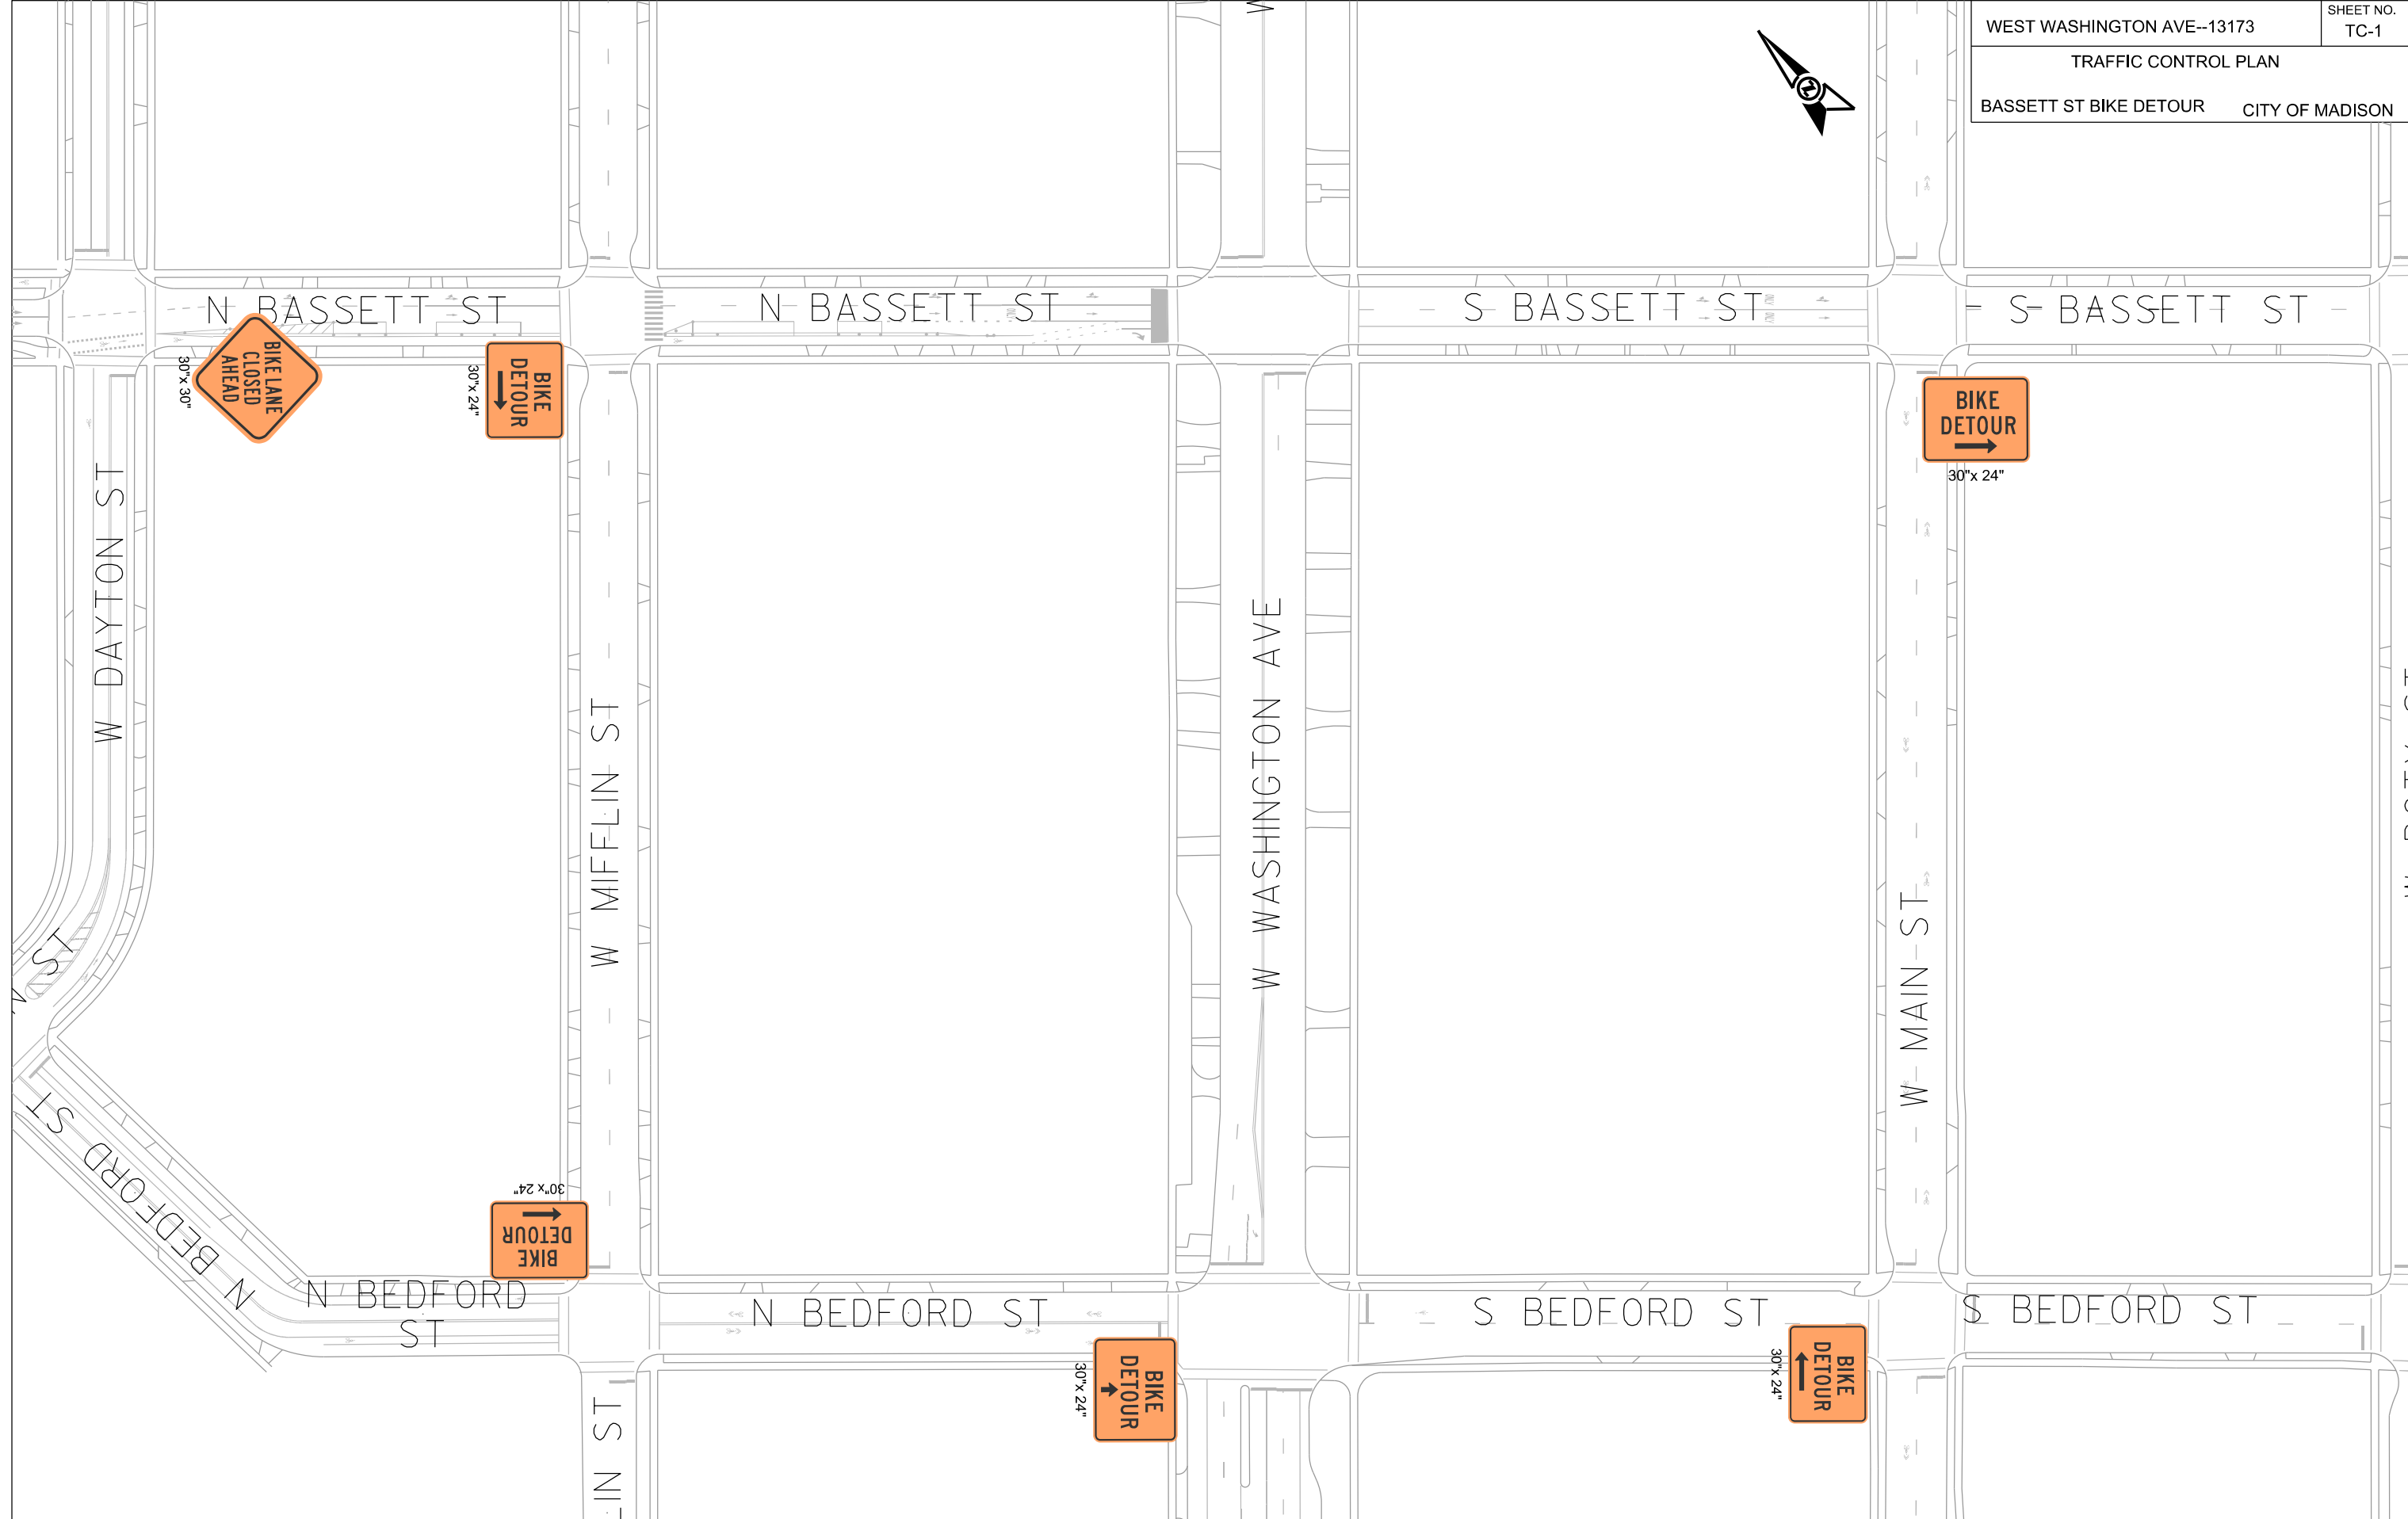 WEST WASHINGTON AVE--13173
SHEET NO.
TC-1
TRAFFIC CONTROL PLAN
BASSETT ST BIKE DETOUR
CITY OF MADISON
N
N BASSETT ST
N BASSETT ST
S BASSETT ST
S BASSETT ST
BIKE LANE
CLOSED
AHEAD
30"x 30"
BIKE
DETOUR
30"x 24"
BIKE
DETOUR
30"x 24"
W DAYTON ST
W MIFFLIN ST
W WASHINGTON AVE
W MAIN ST
ST
N BEDFORD ST
30"x 24"
BIKE
DETOUR
N BEDFORD
ST
N BEDFORD ST
S BEDFORD ST
S BEDFORD ST
BIKE
DETOUR
30"x 24"
BIKE
DETOUR
30"x 24"
LIN ST